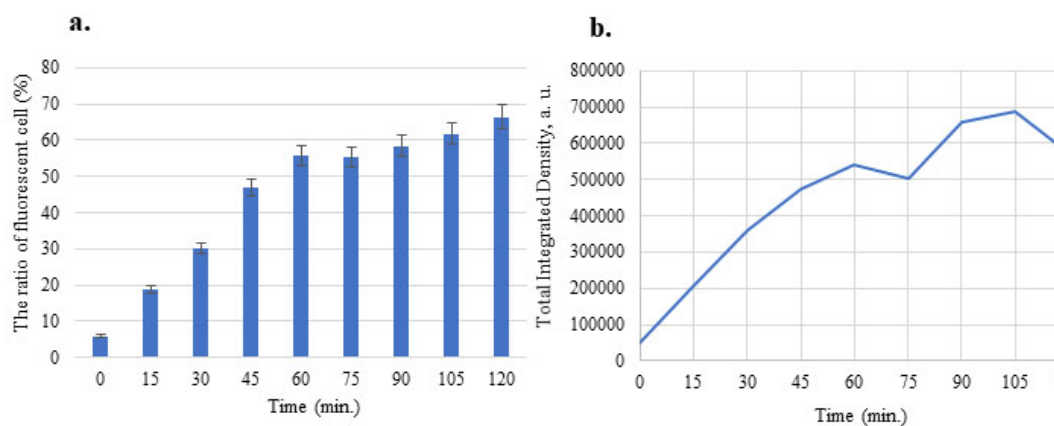 a.
The ratio of fluorescent cell (%)
80
70
60
50
40
30
20
10
0
0 15 30 45 60 75 90 105 120
Time (min.)
b.
Total Integrated Density, a. u.
800000
700000
600000
500000
400000
300000
200000
100000
0
0 15 30 45 60 75 90 105
Time (min.)